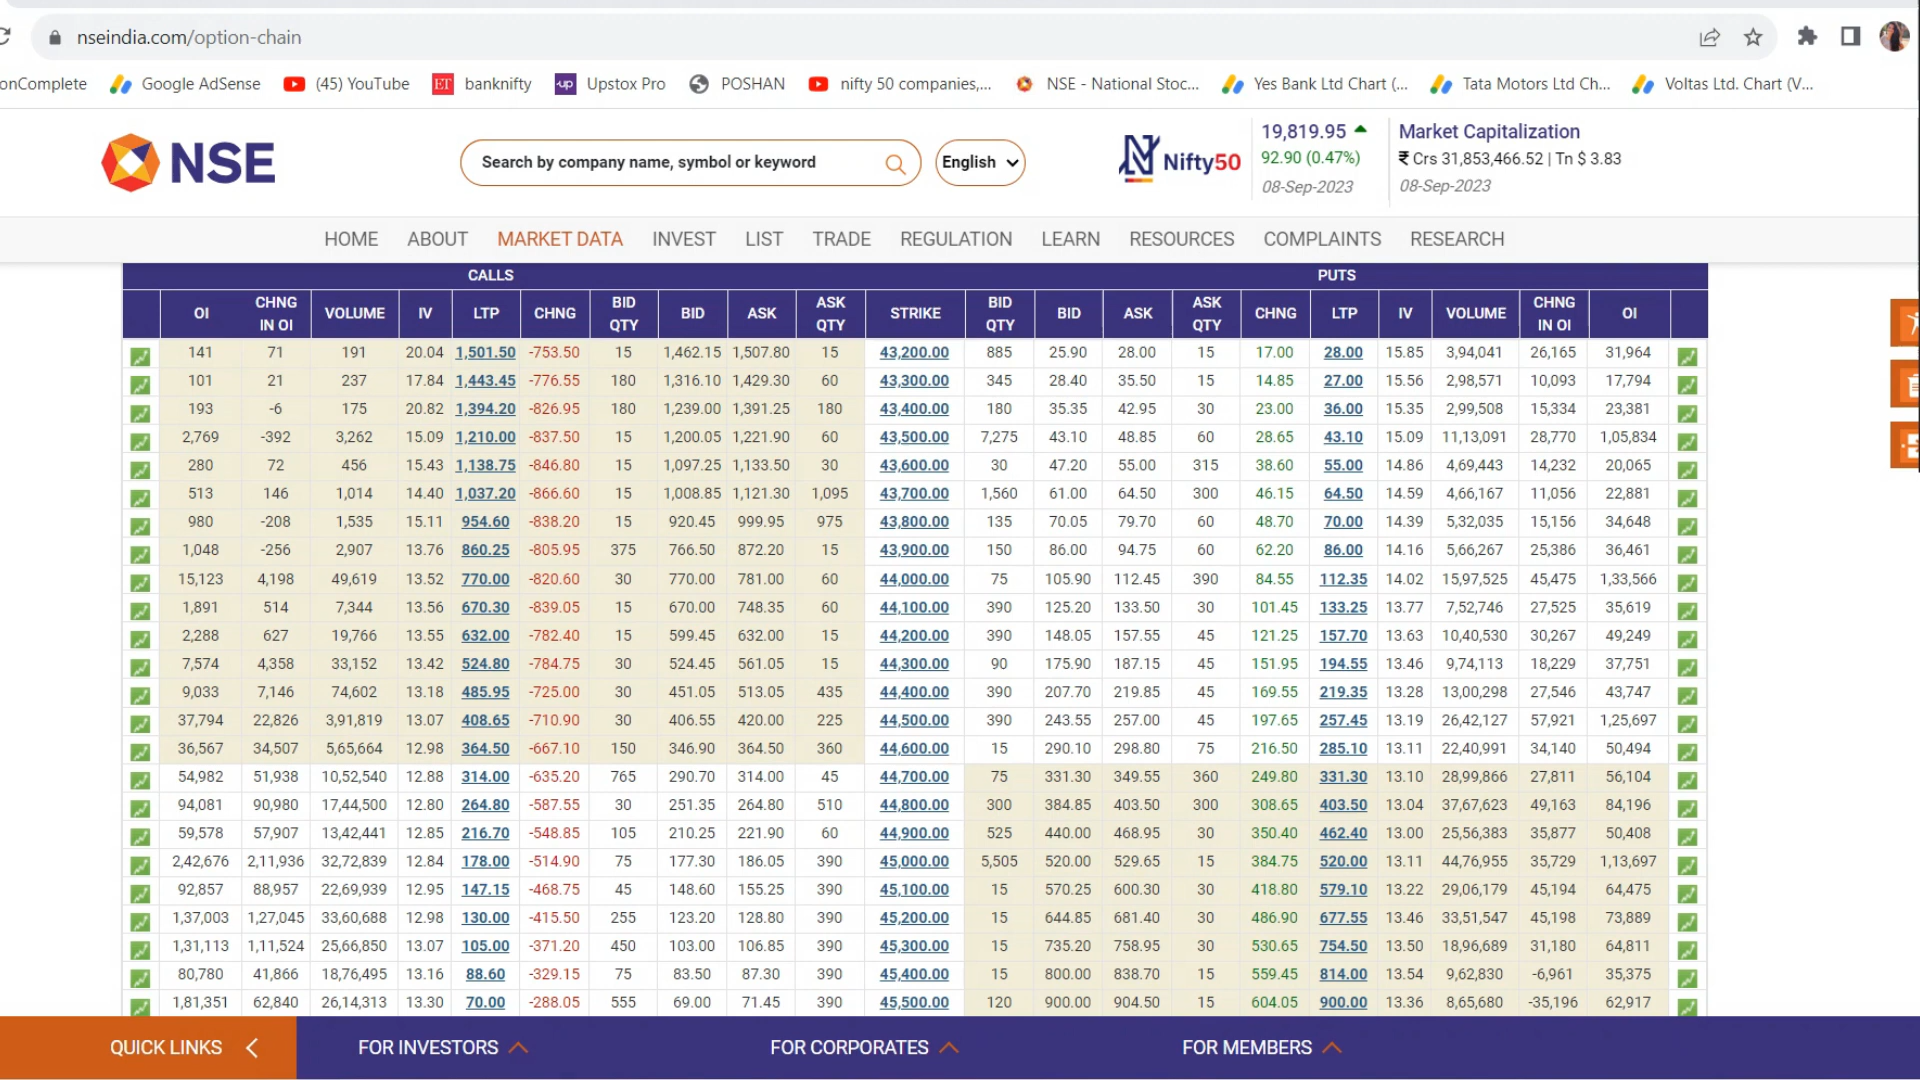 nseindia.com/option-chain
onComplete Google AdSense (45) YouTube ET banknifty up Upstox Pro POSHAN nifty 50 companies,... NSE - National Stoc... Yes Bank Ltd Chart (... Tata Motors Ltd Ch... Voltas Ltd. Chart (V...
NSE Search by company name, symbol or keyword English Nifty50 19,819.95 Market Capitalization
92.90 (0.47%) ₹ Crs 31,853,466.52 | Tn $ 3.83
08-Sep-2023 08-Sep-2023
HOME ABOUT MARKET DATA INVEST LIST TRADE REGULATION LEARN RESOURCES COMPLAINTS RESEARCH
CALLS PUTS
OI CHNG IN OI VOLUME IV LTP CHNG BID QTY BID ASK ASK QTY STRIKE BID QTY BID ASK ASK QTY CHNG LTP IV VOLUME CHNG IN OI OI
141 71 191 20.04 1,501.50 -753.50 15 1,462.15 1,507.80 15 43,200.00 885 25.90 28.00 15 17.00 28.00 15.85 3,94,041 26,165 31,964
101 21 237 17.84 1,443.45 -776.55 180 1,316.10 1,429.30 60 43,300.00 345 28.40 35.50 15 14.85 27.00 15.56 2,98,571 10,093 17,794
193 -6 175 20.82 1,394.20 -826.95 180 1,239.00 1,391.25 180 43,400.00 180 35.35 42.95 30 23.00 36.00 15.35 2,99,508 15,334 23,381
2,769 -392 3,262 15.09 1,210.00 -837.50 15 1,200.05 1,221.90 60 43,500.00 7,275 43.10 48.85 60 28.65 43.10 15.09 11,13,091 28,770 1,05,834
280 72 456 15.43 1,138.75 -846.80 15 1,097.25 1,133.50 30 43,600.00 30 47.20 55.00 315 38.60 55.00 14.86 4,69,443 14,232 20,065
513 146 1,014 14.40 1,037.20 -866.60 15 1,008.85 1,121.30 1,095 43,700.00 1,560 61.00 64.50 300 46.15 64.50 14.59 4,66,167 11,056 22,881
980 -208 1,535 15.11 954.60 -838.20 15 920.45 999.95 975 43,800.00 135 70.05 79.70 60 48.70 70.00 14.39 5,32,035 15,156 34,648
1,048 -256 2,907 13.76 860.25 -805.95 375 766.50 872.20 15 43,900.00 150 86.00 94.75 60 62.20 86.00 14.16 5,66,267 25,386 36,461
15,123 4,198 49,619 13.52 770.00 -820.60 30 770.00 781.00 60 44,000.00 75 105.90 112.45 390 84.55 112.35 14.02 15,97,525 45,475 1,33,566
1,891 514 7,344 13.56 670.30 -839.05 15 670.00 748.35 60 44,100.00 390 125.20 133.50 30 101.45 133.25 13.77 7,52,746 27,525 35,619
2,288 627 19,766 13.55 632.00 -782.40 15 599.45 632.00 15 44,200.00 390 148.05 157.55 45 121.25 157.70 13.63 10,40,530 30,267 49,249
7,574 4,358 33,152 13.42 524.80 -784.75 30 524.45 561.05 15 44,300.00 90 175.90 187.15 45 151.95 194.55 13.46 9,74,113 18,229 37,751
9,033 7,146 74,602 13.18 485.95 -725.00 30 451.05 513.05 435 44,400.00 390 207.70 219.85 45 169.55 219.35 13.28 13,00,298 27,546 43,747
37,794 22,826 3,91,819 13.07 408.65 -710.90 30 406.55 420.00 225 44,500.00 390 243.55 257.00 45 197.65 257.45 13.19 26,42,127 57,921 1,25,697
36,567 34,507 5,65,664 12.98 364.50 -667.10 150 346.90 364.50 360 44,600.00 15 290.10 298.80 75 216.50 285.10 13.11 22,40,991 34,140 50,494
54,982 51,938 10,52,540 12.88 314.00 -635.20 765 290.70 314.00 45 44,700.00 75 331.30 349.55 360 249.80 331.30 13.10 28,99,866 27,811 56,104
94,081 90,980 17,44,500 12.80 264.80 -587.55 30 251.35 264.80 510 44,800.00 300 384.85 403.50 300 308.65 403.50 13.04 37,67,623 49,163 84,196
59,578 57,907 13,42,441 12.85 216.70 -548.85 105 210.25 221.90 60 44,900.00 525 440.00 468.95 30 350.40 462.40 13.00 25,56,383 35,877 50,408
2,42,676 2,11,936 32,72,839 12.84 178.00 -514.90 75 177.30 186.05 390 45,000.00 5,505 520.00 529.65 15 384.75 520.00 13.11 44,76,955 35,729 1,13,697
92,857 88,957 22,69,939 12.95 147.15 -468.75 45 148.60 155.25 390 45,100.00 15 570.25 600.30 30 418.80 579.10 13.22 29,06,179 45,194 64,475
1,37,003 1,27,045 33,60,688 12.98 130.00 -415.50 255 123.20 128.80 390 45,200.00 15 644.85 681.40 30 486.90 677.55 13.46 33,51,547 45,198 73,889
1,31,113 1,11,524 25,66,850 13.07 105.00 -371.20 450 103.00 106.85 390 45,300.00 15 735.20 758.95 30 530.65 754.50 13.50 18,96,689 31,180 64,811
80,780 41,866 18,76,495 13.16 88.60 -329.15 75 83.50 87.30 390 45,400.00 15 800.00 838.70 15 559.45 814.00 13.54 9,62,830 -6,961 35,375
1,81,351 62,840 26,14,313 13.30 70.00 -288.05 555 69.00 71.45 390 45,500.00 120 900.00 904.50 15 604.05 900.00 13.36 8,65,680 -35,196 62,917
QUICK LINKS FOR INVESTORS FOR CORPORATES FOR MEMBERS